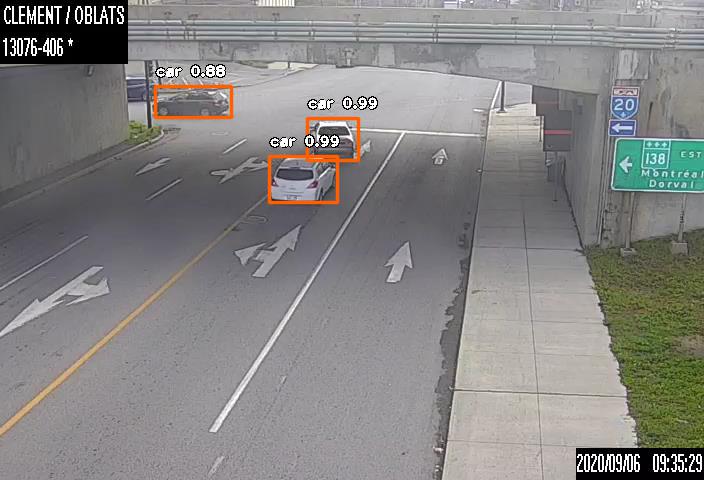 CLEMENT / OBLATS
13076-406 *
car 0.88
car 0.99
car 0.99
20
138 EST
Montréal
Dorval
2020/09/06 09:35:29